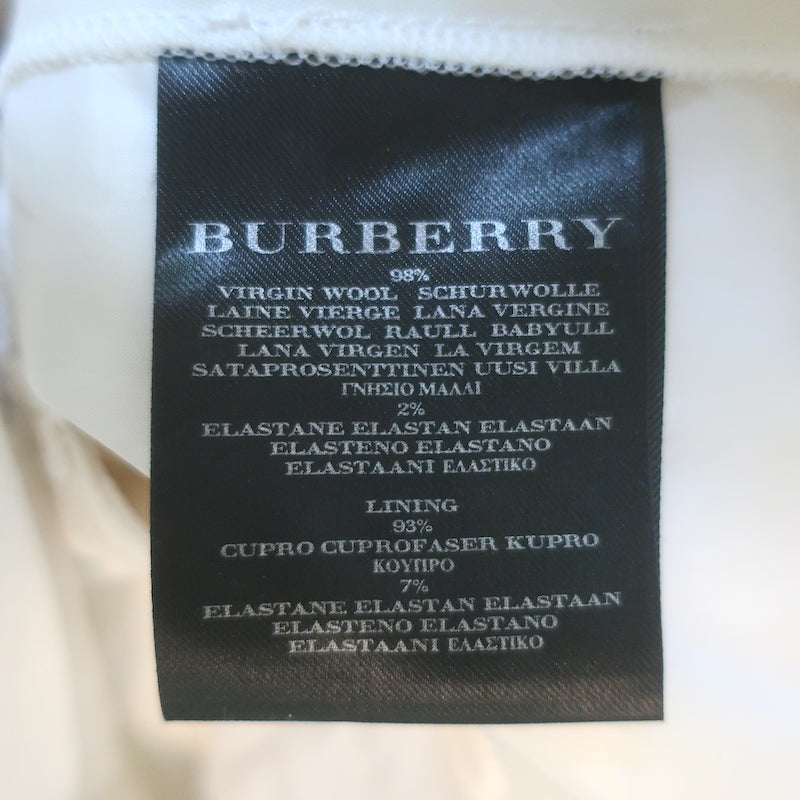 BURBERRY
98%
VIRGIN WOOL SCHURWOLLE
LAINE VIERGE LANA VERGINE
SCHEERWOL RAULL BABYULL
LANA VIRGEN LA VIRGEM
SATAPROSENTTINEN UUSI VILLA
ΓΝΗΣΙΟ ΜΑΛΛΙ
2%
ELASTANE ELASTAN ELASTAAN
ELASTENO ELASTANO
ELASTAANI ΕΛΑΣΤΙΚΟ
LINING
93%
CUPRO CUPROFASER KUPRO
ΚΟΥΠΡΟ
7%
ELASTANE ELASTAN ELASTAAN
ELASTENO ELASTANO
ELASTAANI ΕΛΑΣΤΙΚΟ